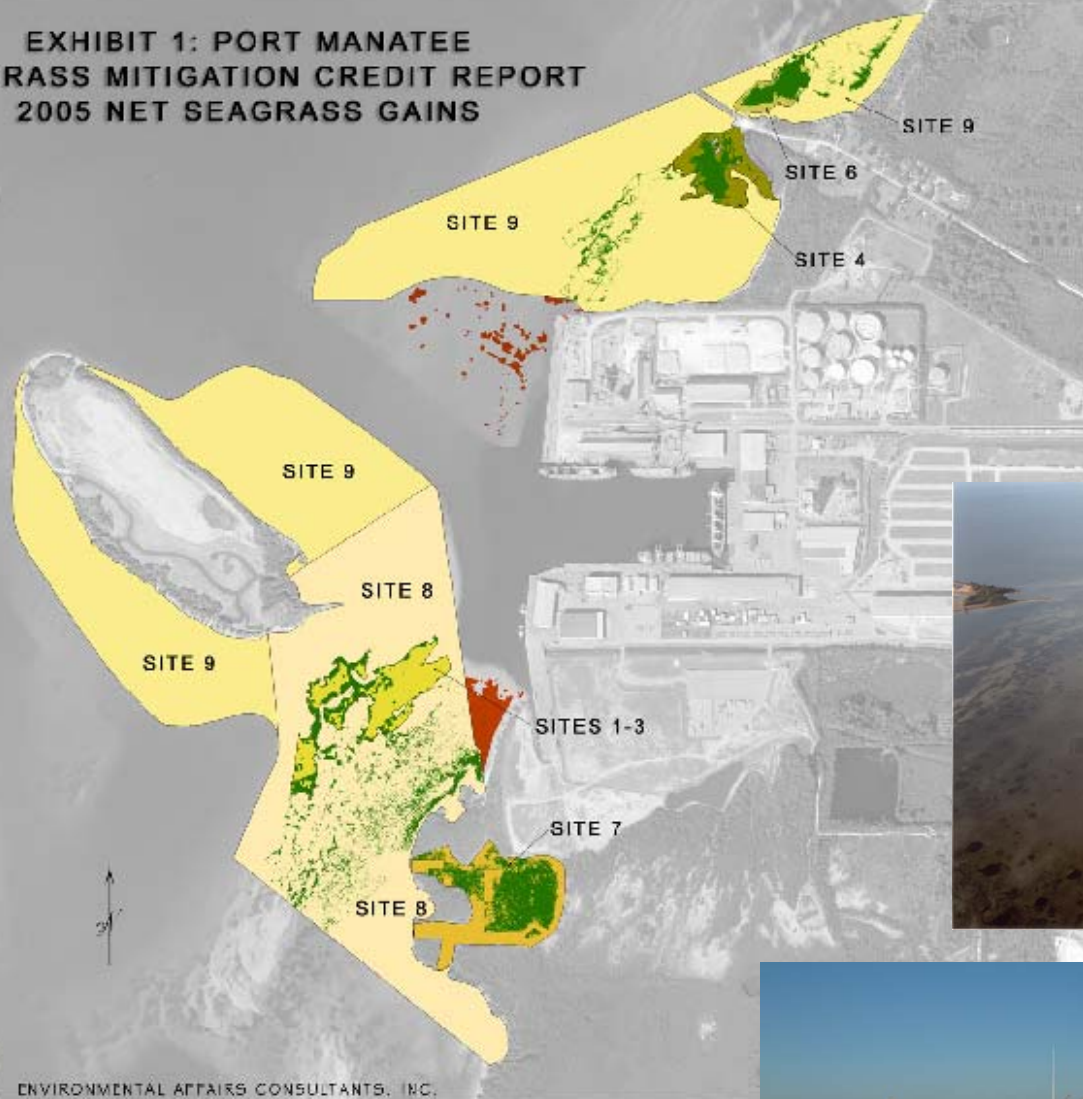 EXHIBIT 1: PORT MANATEE
RASS MITIGATION CREDIT REPORT
2005 NET SEAGRASS GAINS
SITE 9
SITE 6
SITE 9
SITE 4
SITE 9
SITE 8
SITE 9
SITES 1-3
SITE 7
SITE 8
ENVIRONMENTAL AFFAIRS CONSULTANTS, INC.